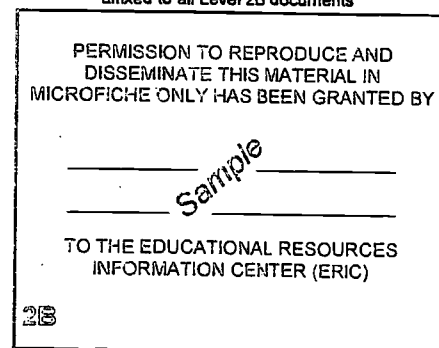 affixed to all Level 2B documents
PERMISSION TO REPRODUCE AND
DISSEMINATE THIS MATERIAL IN
MICROFICHE ONLY HAS BEEN GRANTED BY
Sample
TO THE EDUCATIONAL RESOURCES
INFORMATION CENTER (ERIC)
2B